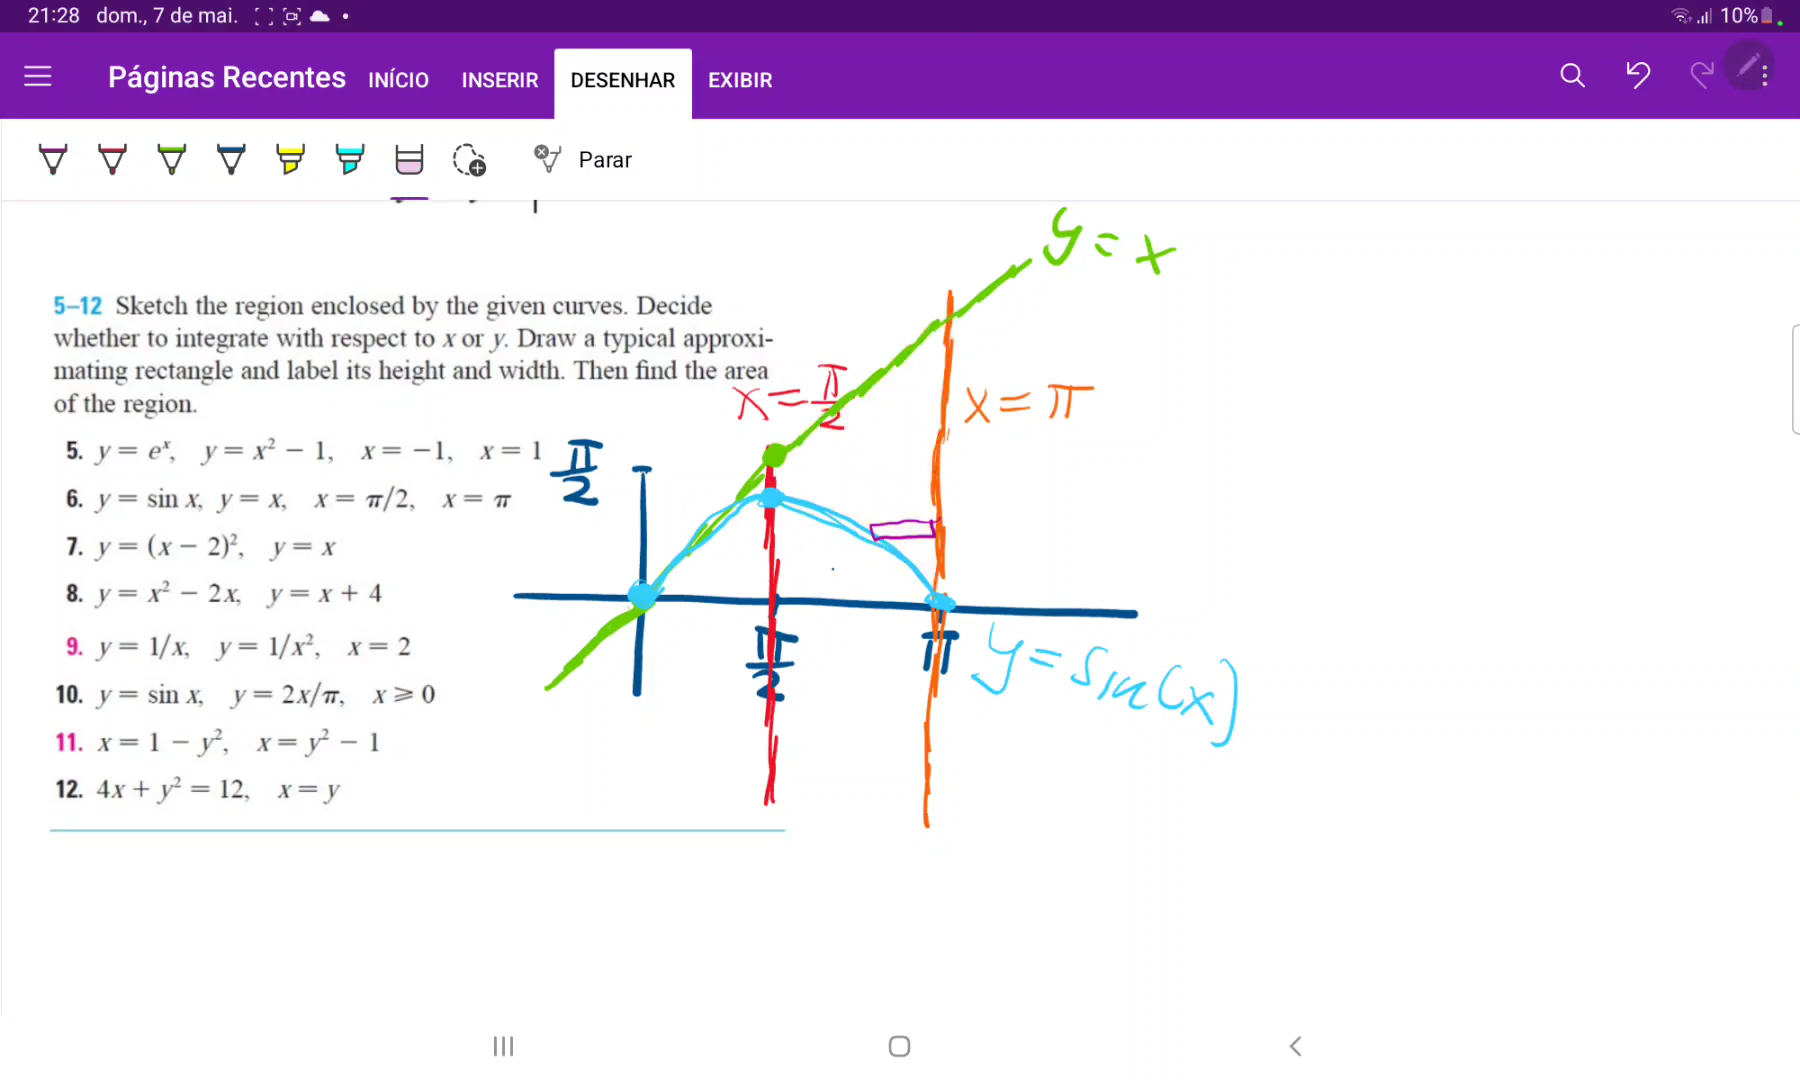 21:28 dom., 7 de mai. 10%
Páginas Recentes INÍCIO INSERIR DESENHAR EXIBIR
Parar
y = x
5–12 Sketch the region enclosed by the given curves. Decide
whether to integrate with respect to x or y. Draw a typical approxi-
mating rectangle and label its height and width. Then find the area
of the region.
x = π/2
x = π
5. y = eˣ, y = x² − 1, x = −1, x = 1
π/2
6. y = sin x, y = x, x = π/2, x = π
7. y = (x − 2)², y = x
8. y = x² − 2x, y = x + 4
9. y = 1/x, y = 1/x², x = 2
10. y = sin x, y = 2x/π, x ⩾ 0
11. x = 1 − y², x = y² − 1
12. 4x + y² = 12, x = y
π/2
π
y = sin(x)